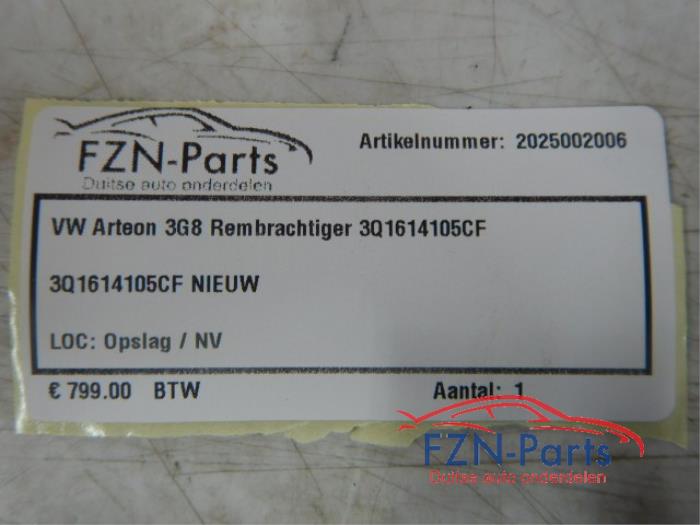 FZN-Parts
Duitse auto onderdelen
Artikelnummer: 2025002006
VW Arteon 3G8 Rembrachtiger 3Q1614105CF
3Q1614105CF NIEUW
LOC: Opslag / NV
€ 799.00 BTW
Aantal: 1
FZN-Parts
Duitse auto onderdelen